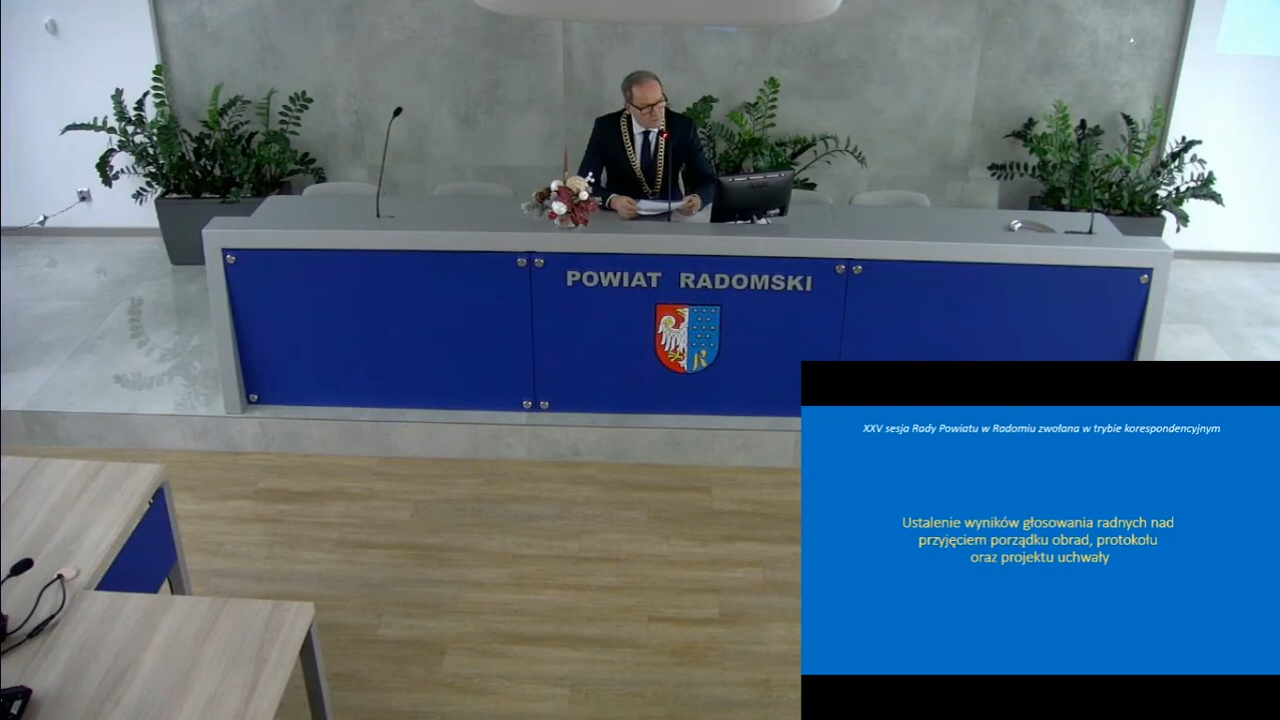 POWIAT RADOMSKI
XXV sesja Rady Powiatu w Radomiu zwołana w trybie korespondencyjnym
Ustalenie wyników głosowania radnych nad
przyjęciem porządku obrad, protokołu
oraz projektu uchwały